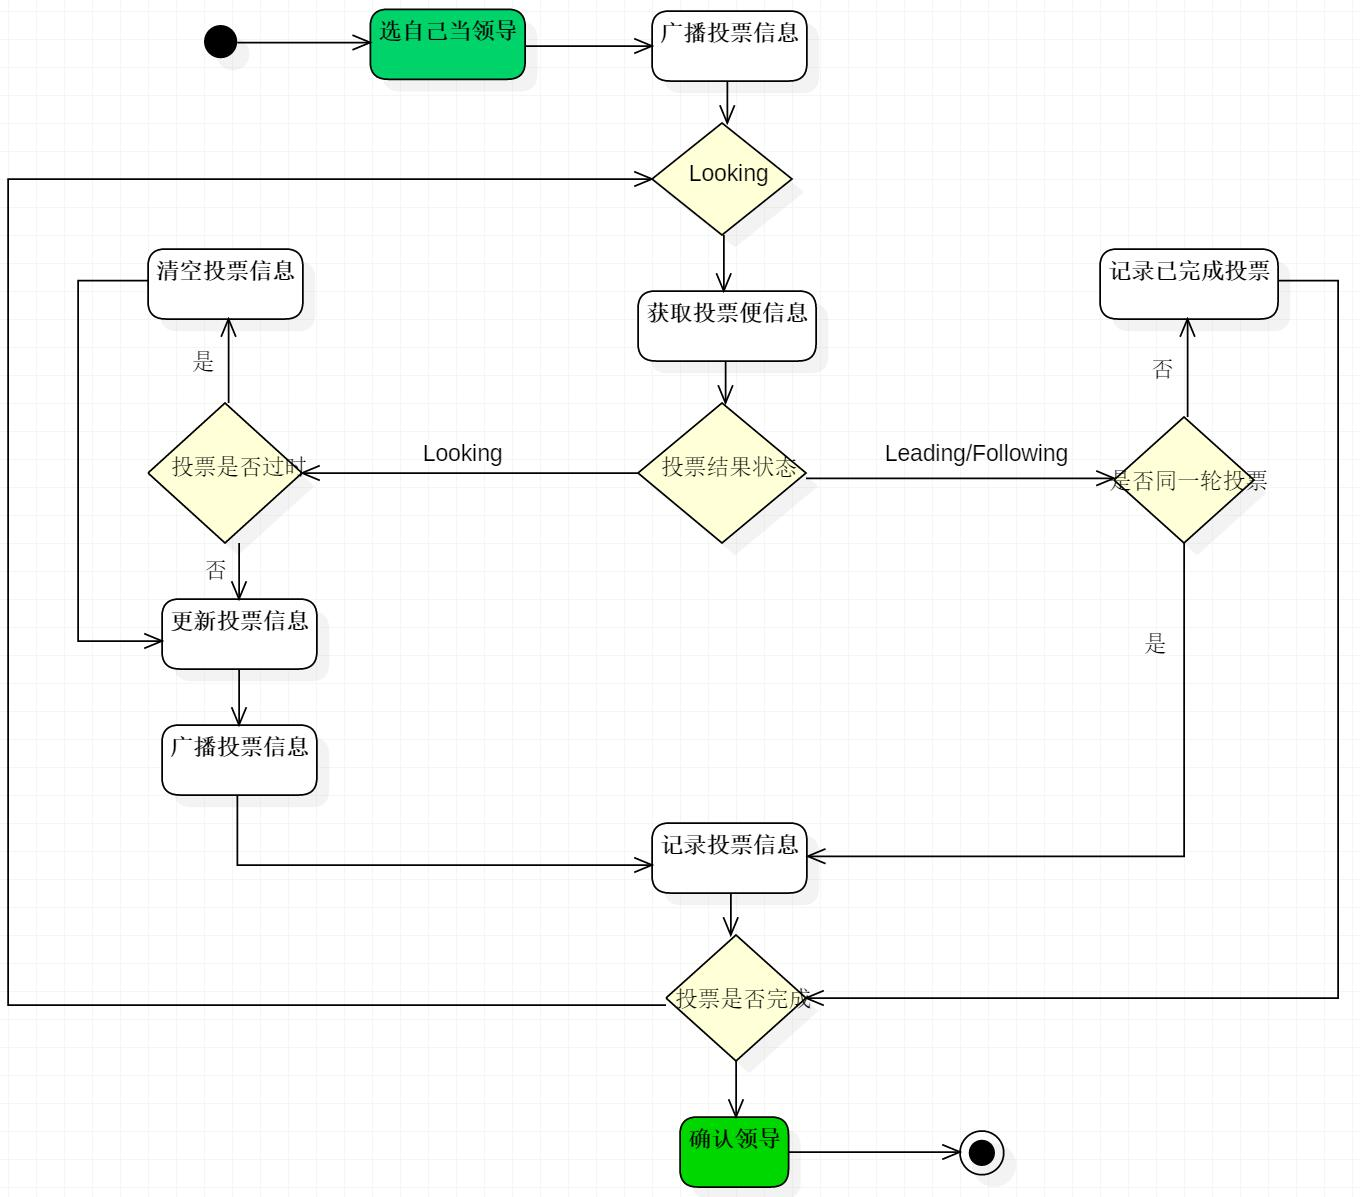 选自己当领导
广播投票信息
Looking
清空投票信息
获取投票便信息
记录已完成投票
是
否
Looking
Leading/Following
投票是否过时
投票结果状态
是否同一轮投票
否
更新投票信息
是
广播投票信息
记录投票信息
投票是否完成
确认领导